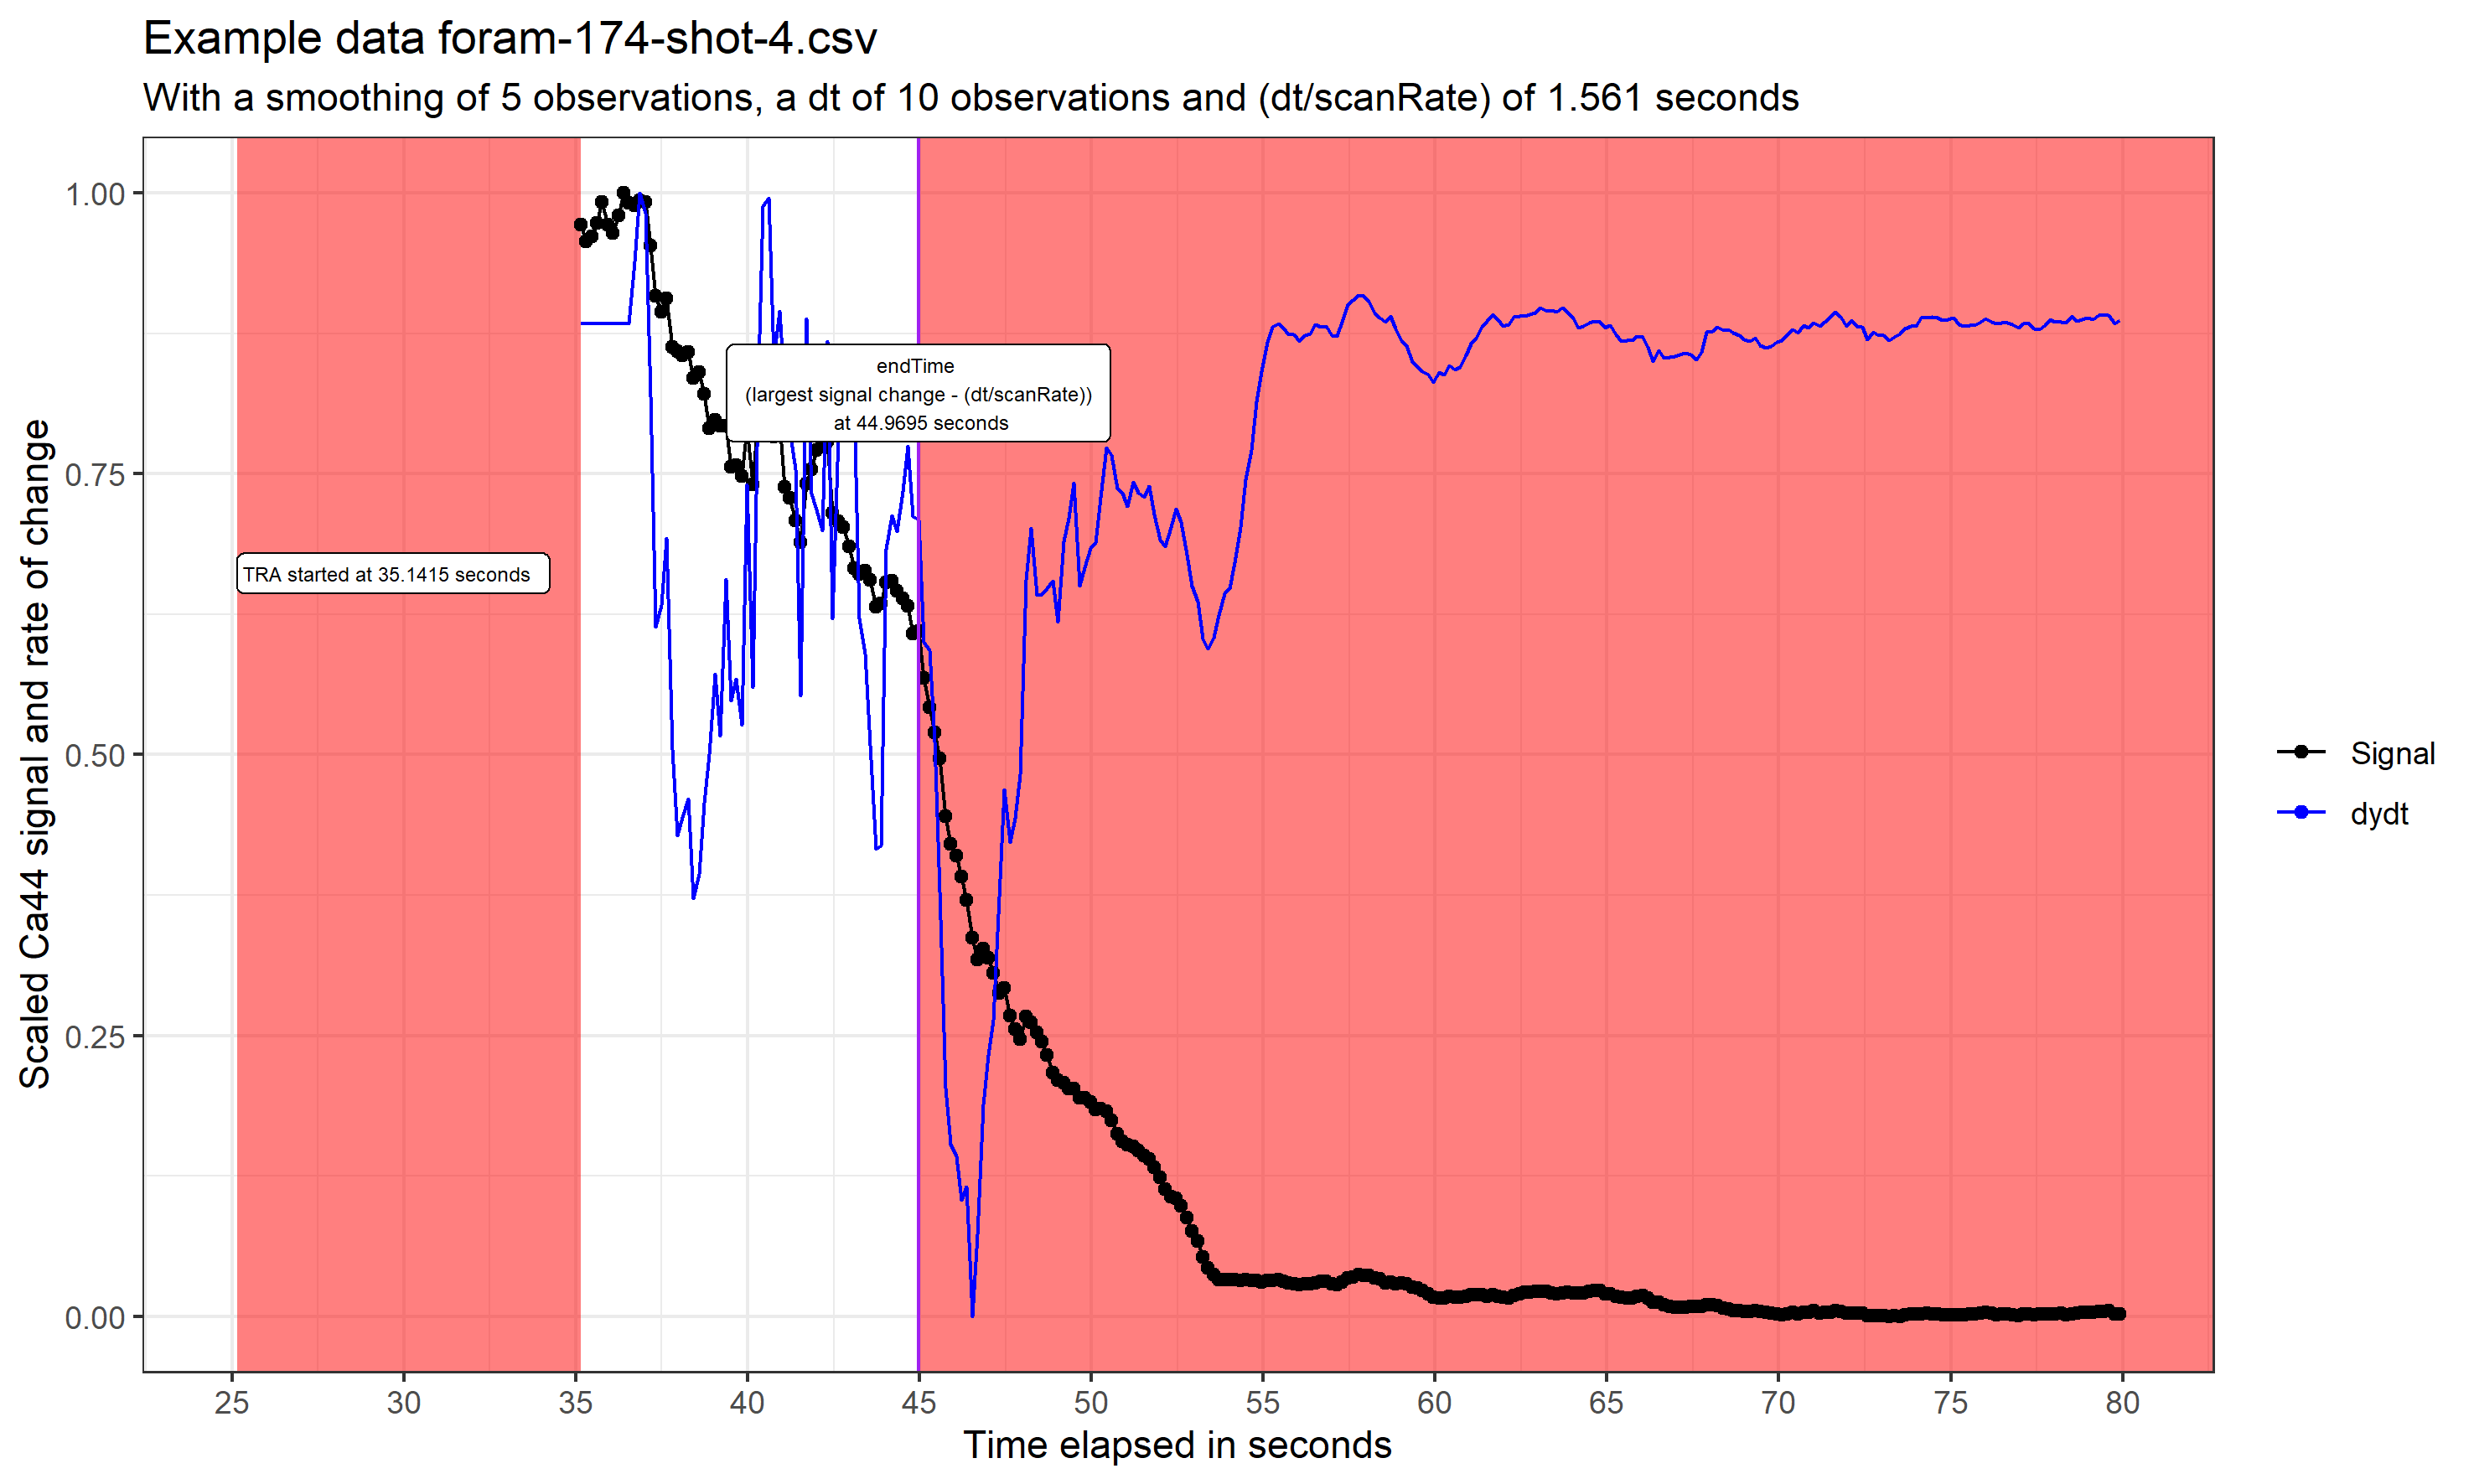 Example data foram-174-shot-4.csv
With a smoothing of 5 observations, a dt of 10 observations and (dt/scanRate) of 1.561 seconds
Scaled Ca44 signal and rate of change
1.00
0.75
0.50
0.25
0.00
endTime
(largest signal change - (dt/scanRate))
at 44.9695 seconds
TRA started at 35.1415 seconds
Signal
dydt
25 30 35 40 45 50 55 60 65 70 75 80
Time elapsed in seconds